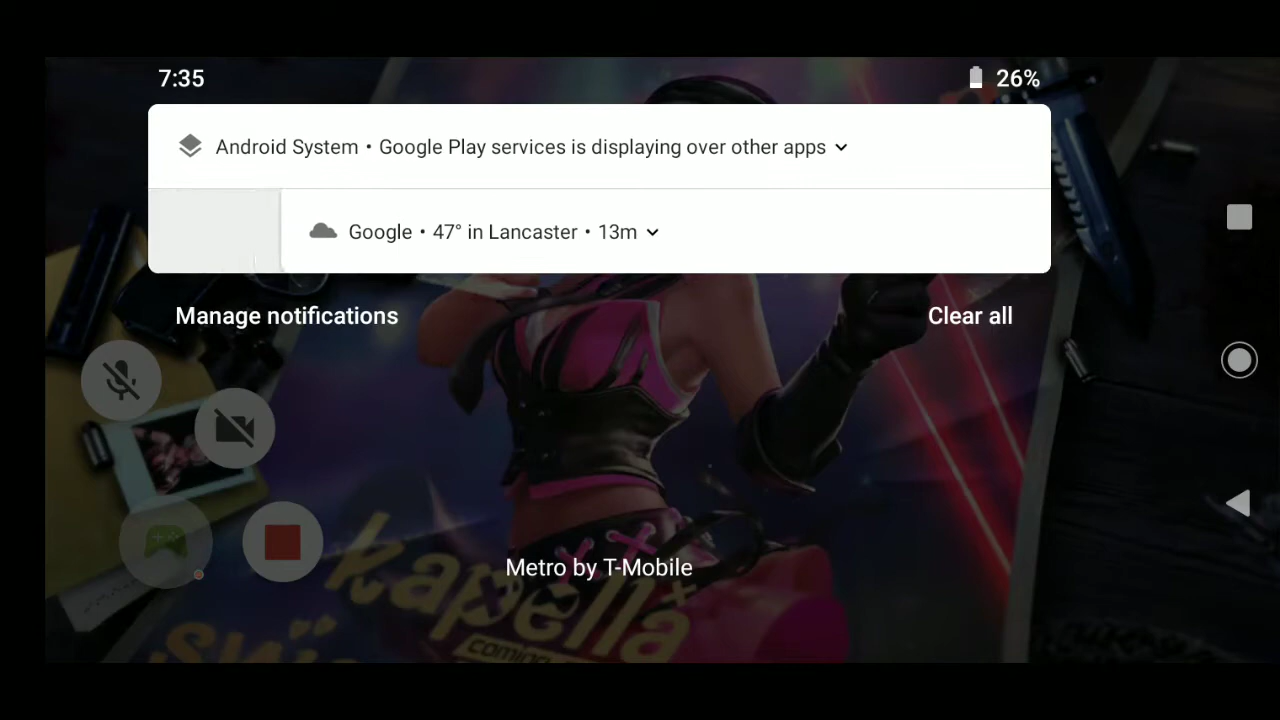 7:35 26%
Android System • Google Play services is displaying over other apps
Google • 47° in Lancaster • 13m
Manage notifications Clear all
Metro by T-Mobile
Kapella
coming